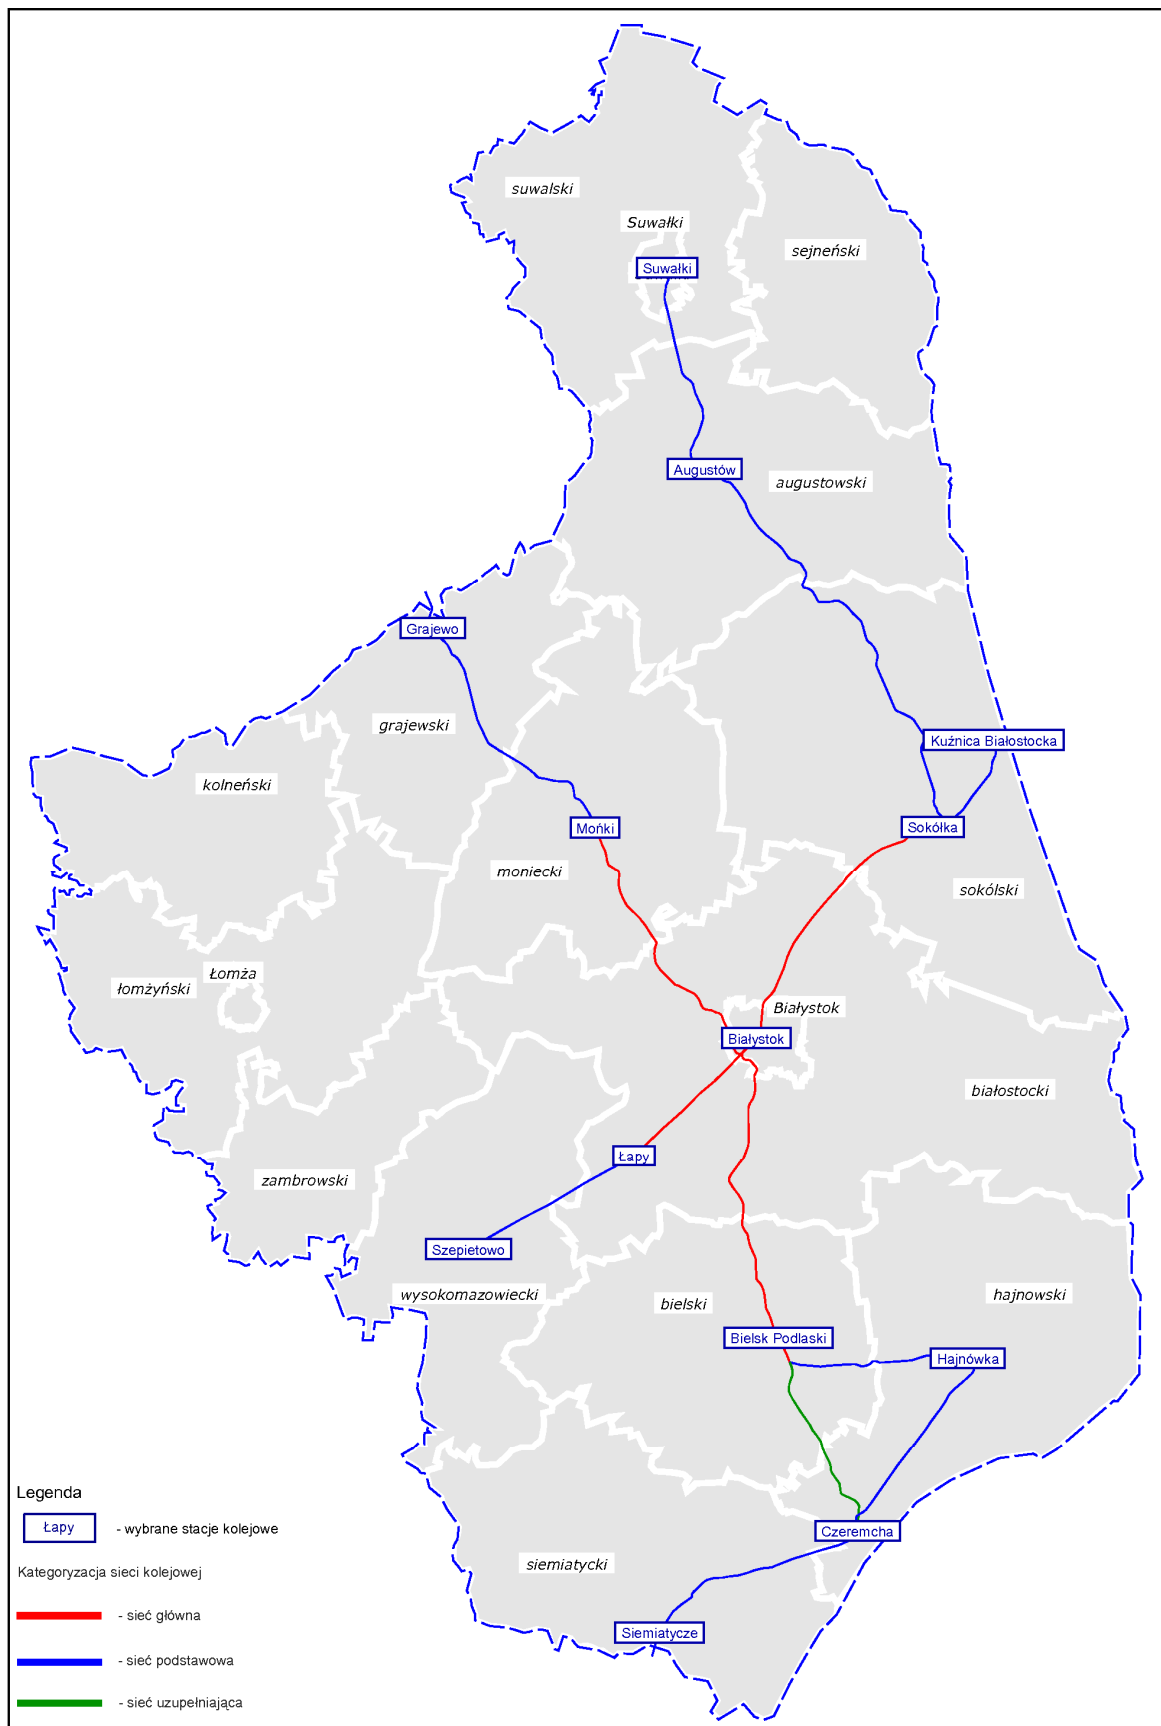 suwalski
Suwałki
sejneński
Suwałki
Augustów
augustowski
Grajewo
grajewski
Kuźnica Białostocka
kolneński
Mońki
Sokółka
moniecki
sokólski
Łomża
łomżyński
Białystok
Białystok
białostocki
Łapy
zambrowski
Szepietowo
wysokomazowiecki
bielski
hajnowski
Bielsk Podlaski
Hajnówka
Czeremcha
siemiatycki
Siemiatycze
Legenda
Łapy - wybrane stacje kolejowe
Kategoryzacja sieci kolejowej
- sieć główna
- sieć podstawowa
- sieć uzupełniająca